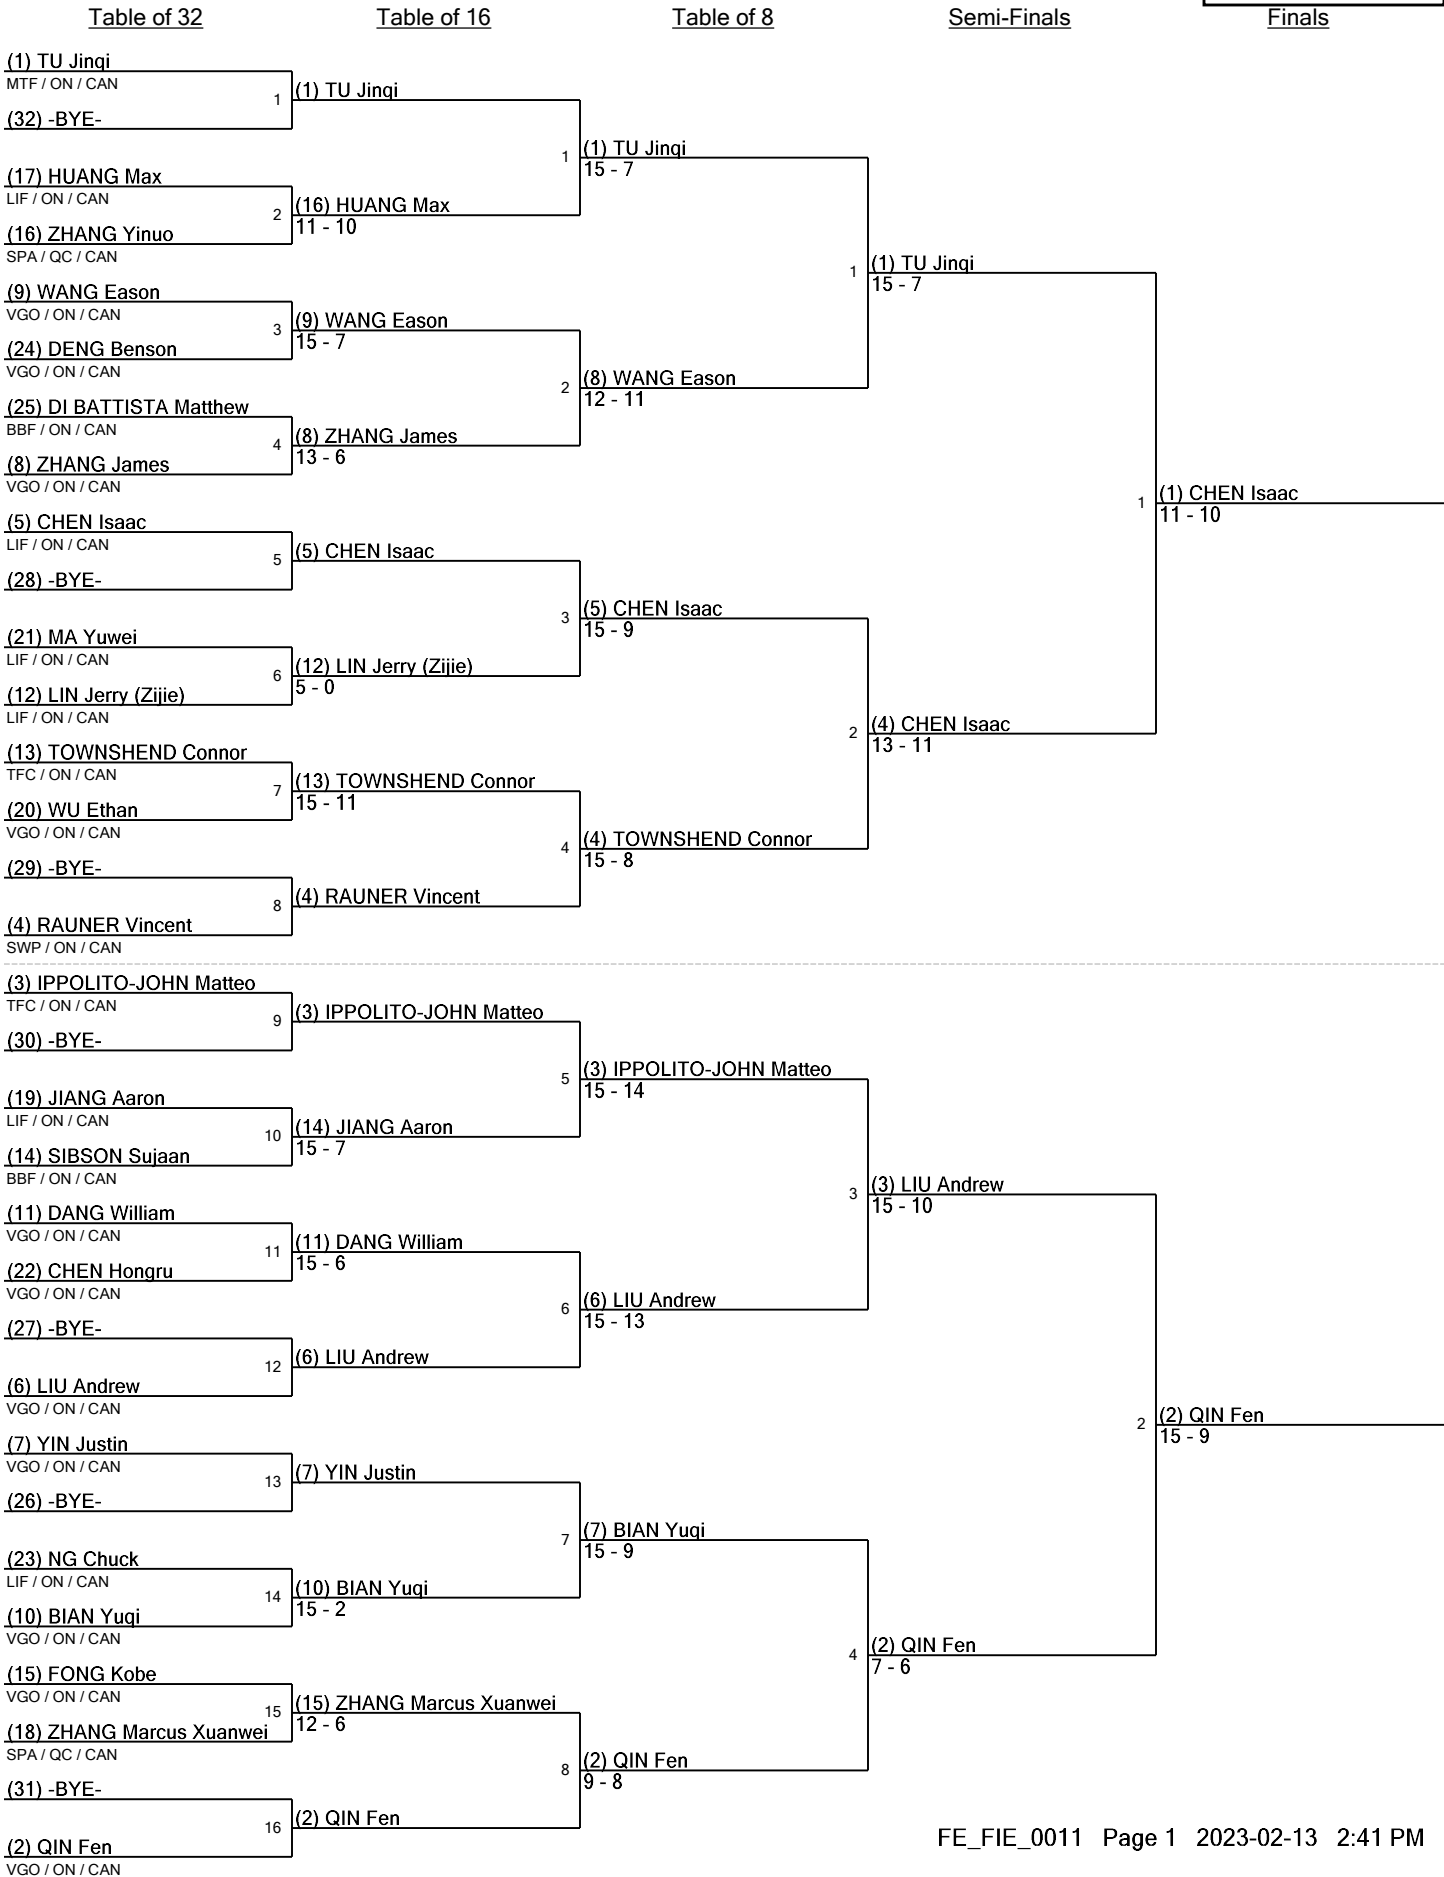 Table of 32 Table of 16 Table of 8 Semi-Finals Finals
(1) TU Jinqi
MTF / ON / CAN
1
(32) -BYE-
(17) HUANG Max
LIF / ON / CAN
2
(16) ZHANG Yinuo
SPA / QC / CAN
(9) WANG Eason
VGO / ON / CAN
3
(24) DENG Benson
VGO / ON / CAN
(25) DI BATTISTA Matthew
BBF / ON / CAN
4
(8) ZHANG James
VGO / ON / CAN
(5) CHEN Isaac
LIF / ON / CAN
5
(28) -BYE-
(21) MA Yuwei
LIF / ON / CAN
6
(12) LIN Jerry (Zijie)
LIF / ON / CAN
(13) TOWNSHEND Connor
TFC / ON / CAN
7
(20) WU Ethan
VGO / ON / CAN
(29) -BYE-
8
(4) RAUNER Vincent
SWP / ON / CAN
(3) IPPOLITO-JOHN Matteo
TFC / ON / CAN
9
(30) -BYE-
(19) JIANG Aaron
LIF / ON / CAN
10
(14) SIBSON Sujaan
BBF / ON / CAN
(11) DANG William
VGO / ON / CAN
11
(22) CHEN Hongru
VGO / ON / CAN
(27) -BYE-
12
(6) LIU Andrew
VGO / ON / CAN
(7) YIN Justin
VGO / ON / CAN
13
(26) -BYE-
(23) NG Chuck
LIF / ON / CAN
14
(10) BIAN Yuqi
VGO / ON / CAN
(15) FONG Kobe
VGO / ON / CAN
15
(18) ZHANG Marcus Xuanwei
SPA / QC / CAN
(31) -BYE-
16
(2) QIN Fen
VGO / ON / CAN
(1) TU Jinqi
1
(16) HUANG Max
11 - 10
(9) WANG Eason
15 - 7
2
(8) ZHANG James
13 - 6
(5) CHEN Isaac
3
(12) LIN Jerry (Zijie)
5 - 0
(13) TOWNSHEND Connor
15 - 11
4
(4) RAUNER Vincent
(3) IPPOLITO-JOHN Matteo
5
(14) JIANG Aaron
15 - 7
(11) DANG William
15 - 6
6
(6) LIU Andrew
(7) YIN Justin
7
(10) BIAN Yuqi
15 - 2
(15) ZHANG Marcus Xuanwei
12 - 6
8
(2) QIN Fen
(1) TU Jinqi
15 - 7
1
(8) WANG Eason
12 - 11
(5) CHEN Isaac
15 - 9
2
(4) TOWNSHEND Connor
15 - 8
(3) IPPOLITO-JOHN Matteo
15 - 14
3
(6) LIU Andrew
15 - 13
(7) BIAN Yuqi
15 - 9
4
(2) QIN Fen
9 - 8
(1) TU Jinqi
15 - 7
1
(4) CHEN Isaac
13 - 11
(3) LIU Andrew
15 - 10
2
(2) QIN Fen
7 - 6
(1) CHEN Isaac
11 - 10
(2) QIN Fen
15 - 9
FE_FIE_0011 Page 1 2023-02-13 2:41 PM